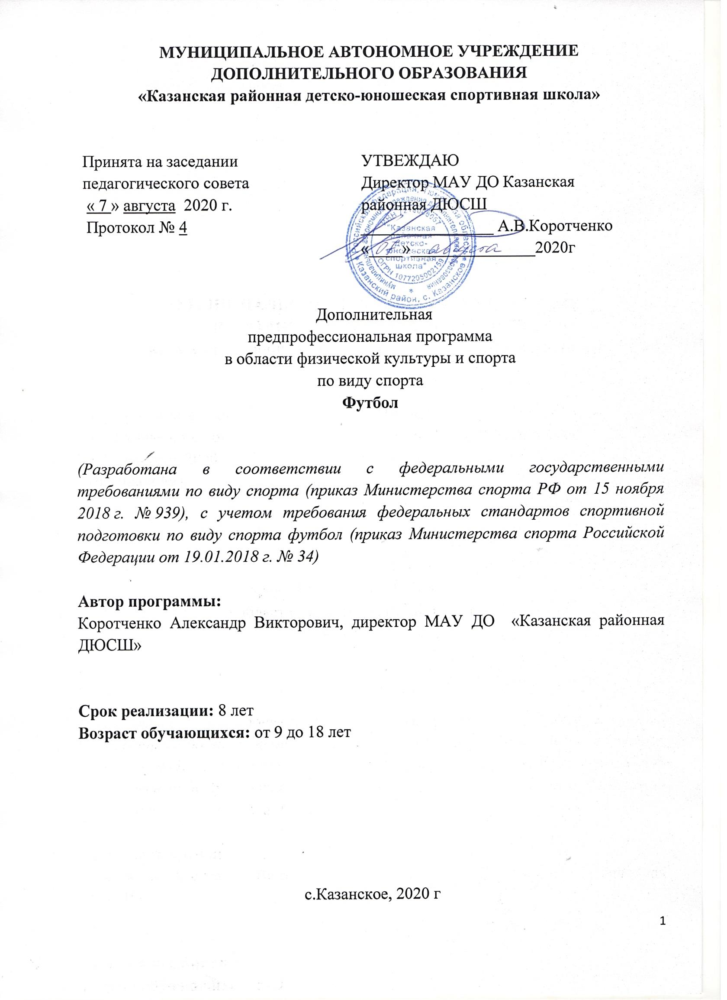 МУНИЦИПАЛЬНОЕ АВТОНОМНОЕ УЧРЕЖДЕНИЕ
ДОПОЛНИТЕЛЬНОГО ОБРАЗОВАНИЯ
«Казанская районная детско-юношеская спортивная школа»
Принята на заседании
педагогического совета
« 7 » августа 2020 г.
Протокол № 4
УТВЕЖДАЮ
Директор МАУ ДО Казанская
районная ДЮСШ
А.В.Коротченко
« 07 » августа 2020г
"Казанская
районная
детско-
юношеская
спортивная
школа"
ОГРН 1077205002159
Казанский район, с. Казанское
Дополнительная
предпрофессиональная программа
в области физической культуры и спорта
по виду спорта
Футбол
(Разработана в соответствии с федеральными государственными
требованиями по виду спорта (приказ Министерства спорта РФ от 15 ноября
2018 г. № 939), с учетом требования федеральных стандартов спортивной
подготовки по виду спорта футбол (приказ Министерства спорта Российской
Федерации от 19.01.2018 г. № 34)
Автор программы:
Коротченко Александр Викторович, директор МАУ ДО «Казанская районная
ДЮСШ»
Срок реализации: 8 лет
Возраст обучающихся: от 9 до 18 лет
с.Казанское, 2020 г
1